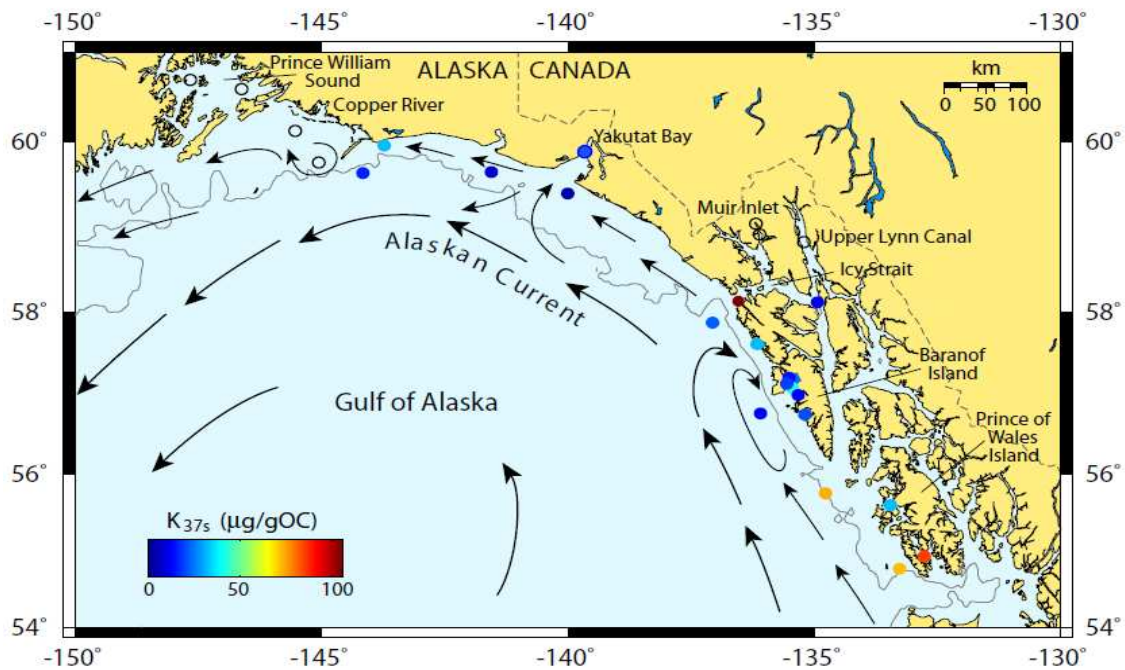 -150
-145
-140
-135
-130
Prince William
Sound
ALASKA
CANADA
km
0
50
100
Copper River
60
60
Yakutat Bay
Muir Inlet
Upper Lynn Canal
Icy Strait
Alaskan Current
58
58
Baranof
Island
Gulf of Alaska
Prince of
Wales
Island
56
56
K37s (μg/gOC)
0
50
100
54
54
-150
-145
-140
-135
-130